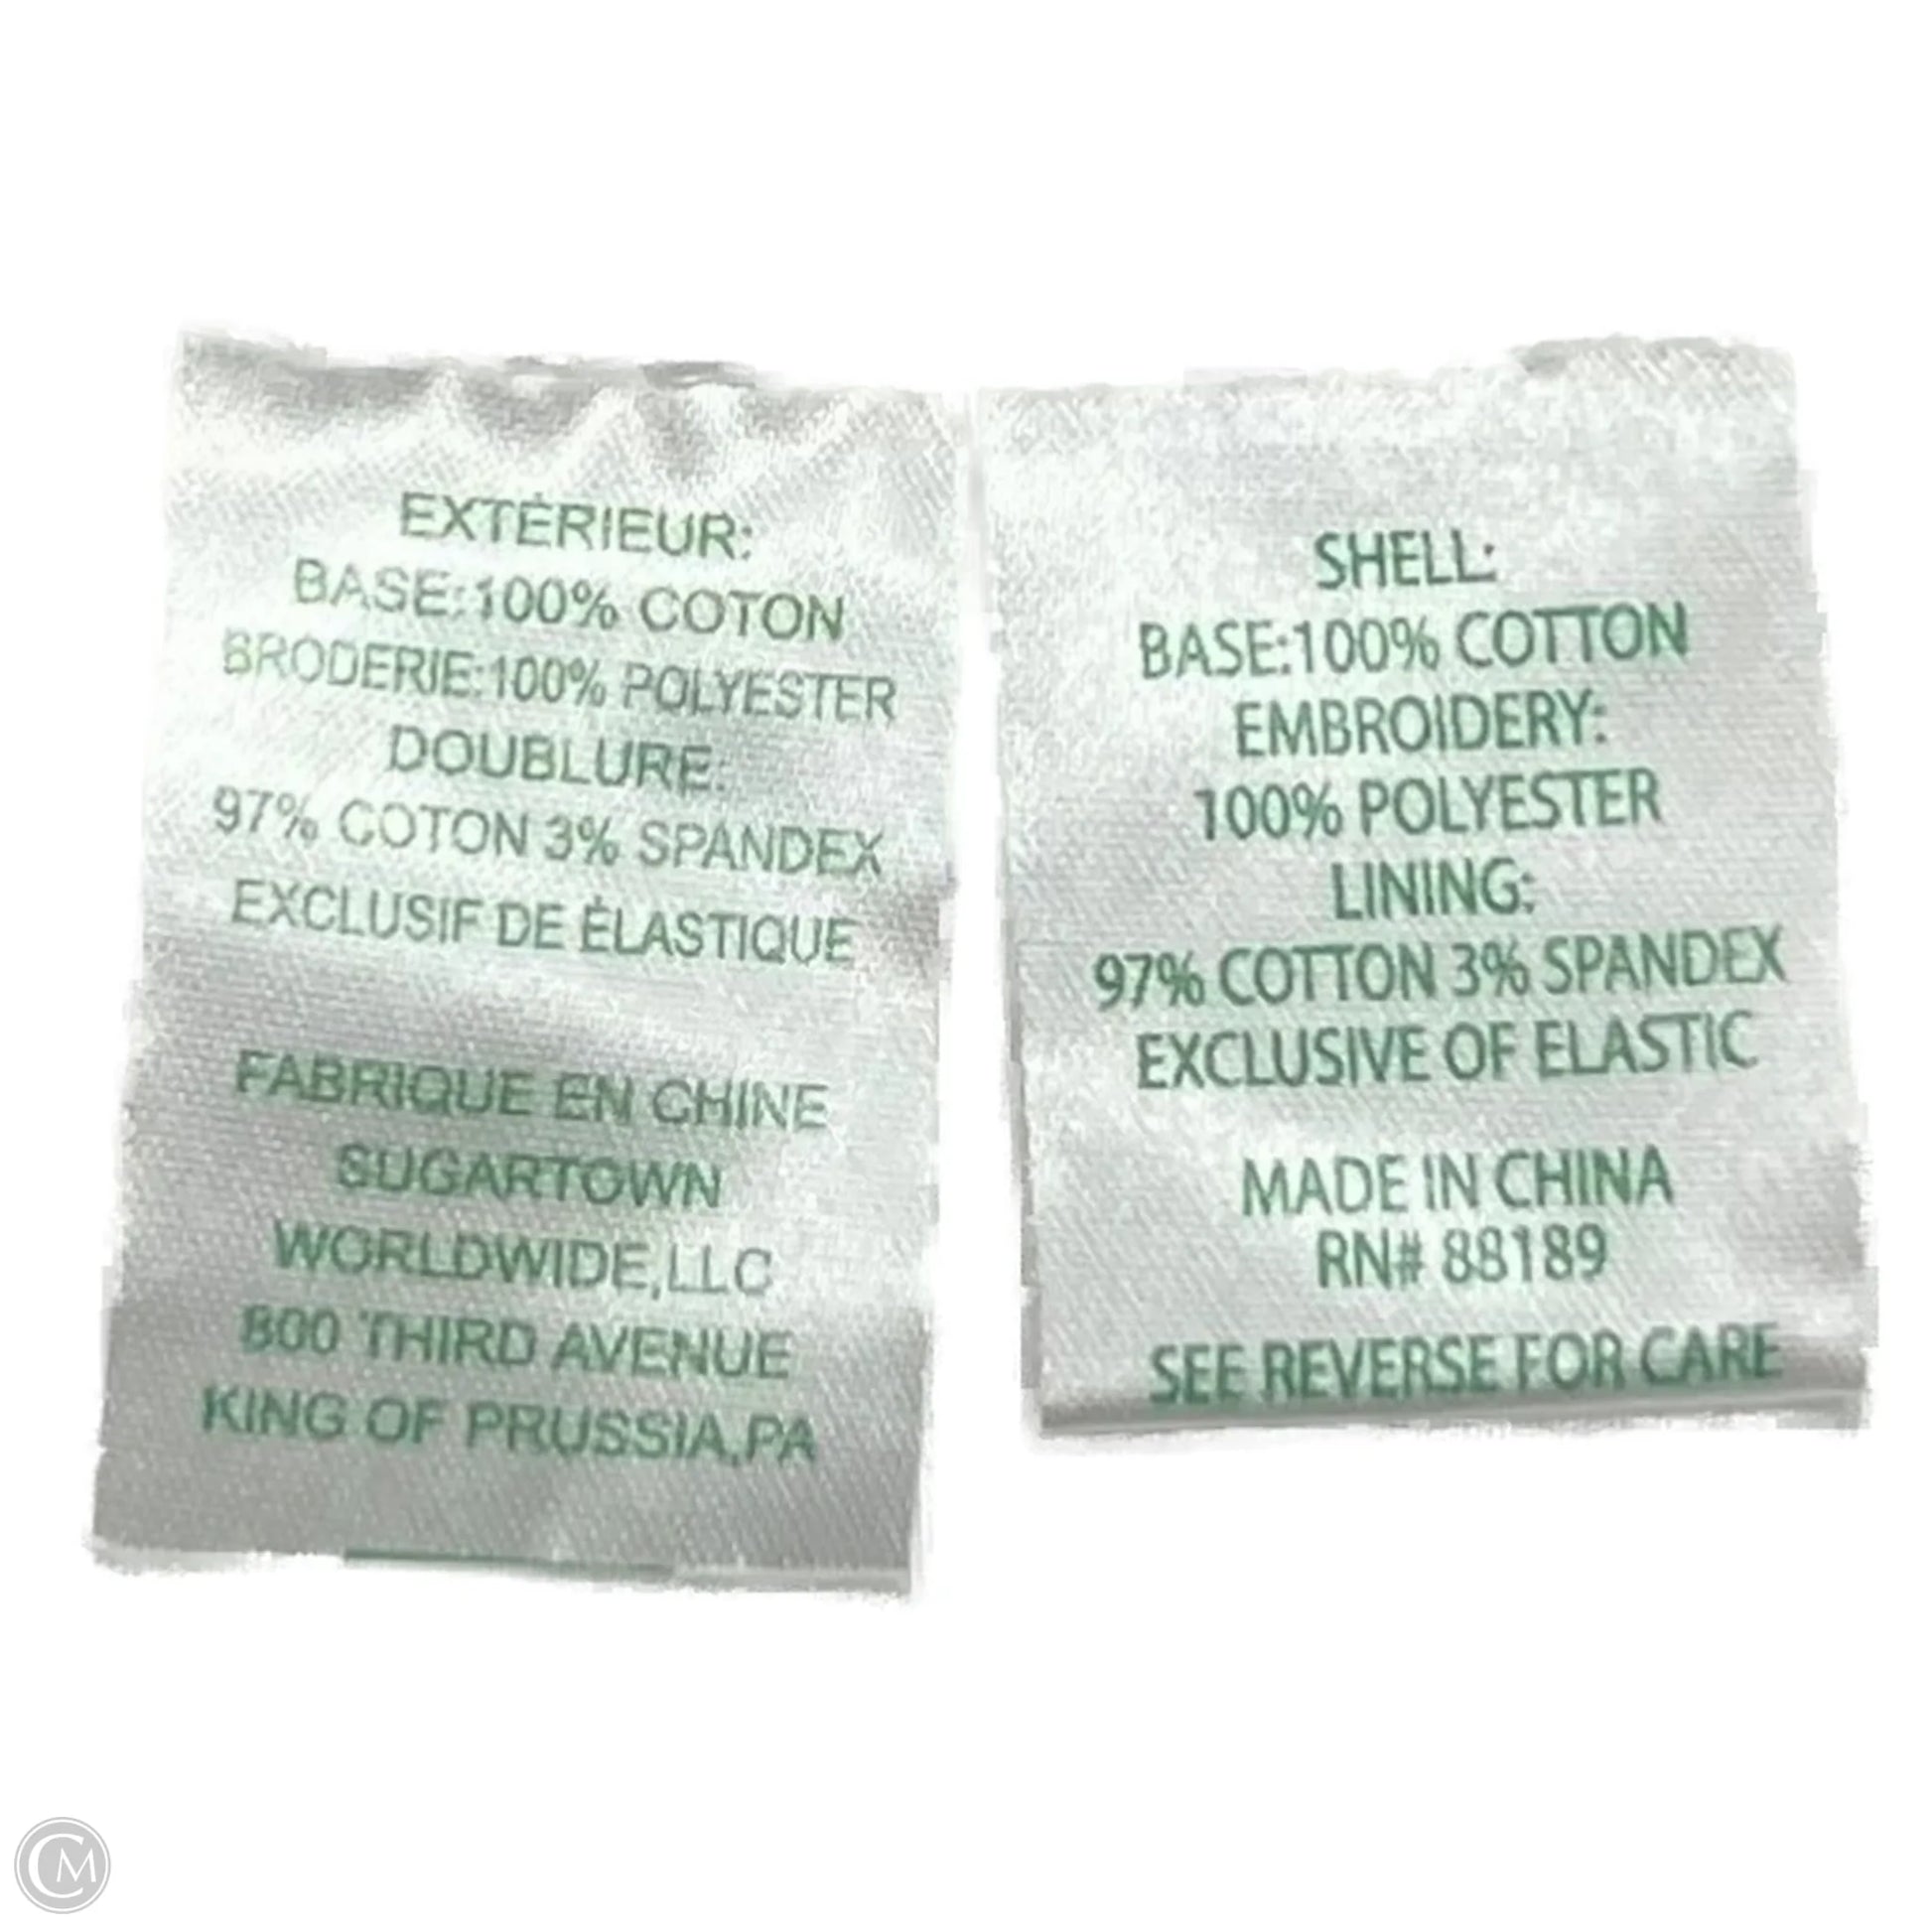 EXTÉRIEUR:
BASE:100% COTON
BRODERIE:100% POLYESTER
DOUBLURE:
97% COTON 3% SPANDEX
EXCLUSIF DE ÉLASTIQUE
FABRIQUE EN CHINE
SUGARTOWN
WORLDWIDE,LLC
800 THIRD AVENUE
KING OF PRUSSIA,PA
SHELL:
BASE:100% COTTON
EMBROIDERY:
100% POLYESTER
LINING:
97% COTTON 3% SPANDEX
EXCLUSIVE OF ELASTIC
MADE IN CHINA
RN# 88189
SEE REVERSE FOR CARE
CM